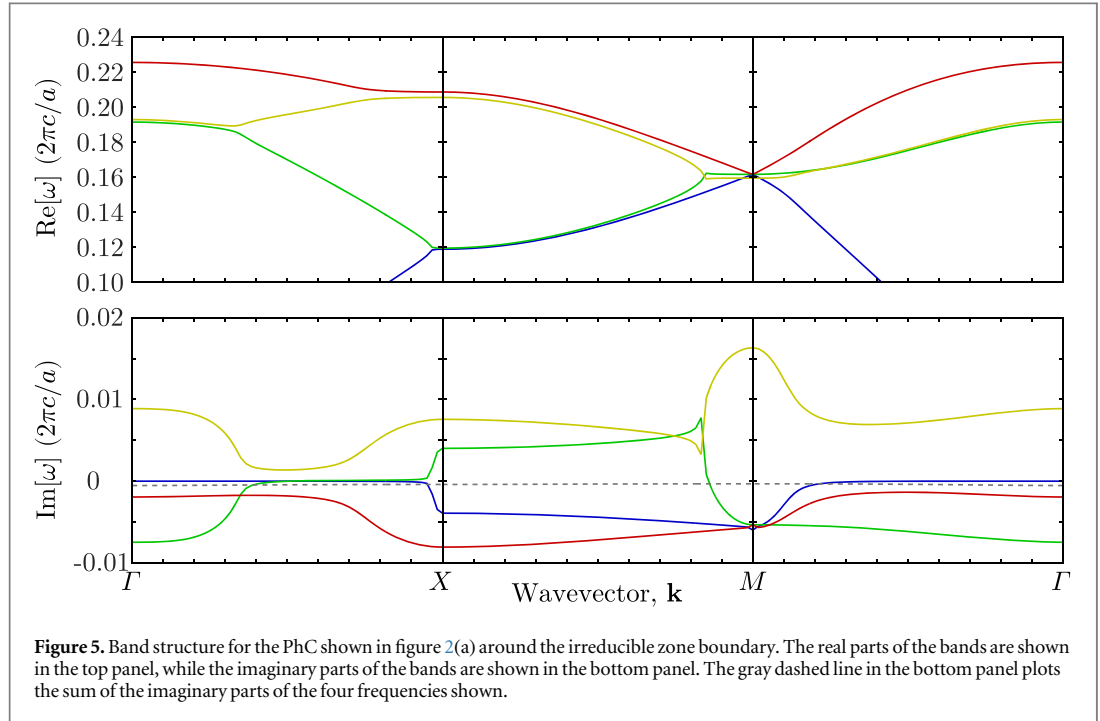 0.24
0.22
0.20
0.18
0.16
0.14
0.12
0.10
Re[ω] (2πc/a)
0.02
0.01
0
-0.01
Im[ω] (2πc/a)
Γ X M Γ
Wavevector, k
Figure 5. Band structure for the PhC shown in figure 2(a) around the irreducible zone boundary. The real parts of the bands are shown
in the top panel, while the imaginary parts of the bands are shown in the bottom panel. The gray dashed line in the bottom panel plots
the sum of the imaginary parts of the four frequencies shown.